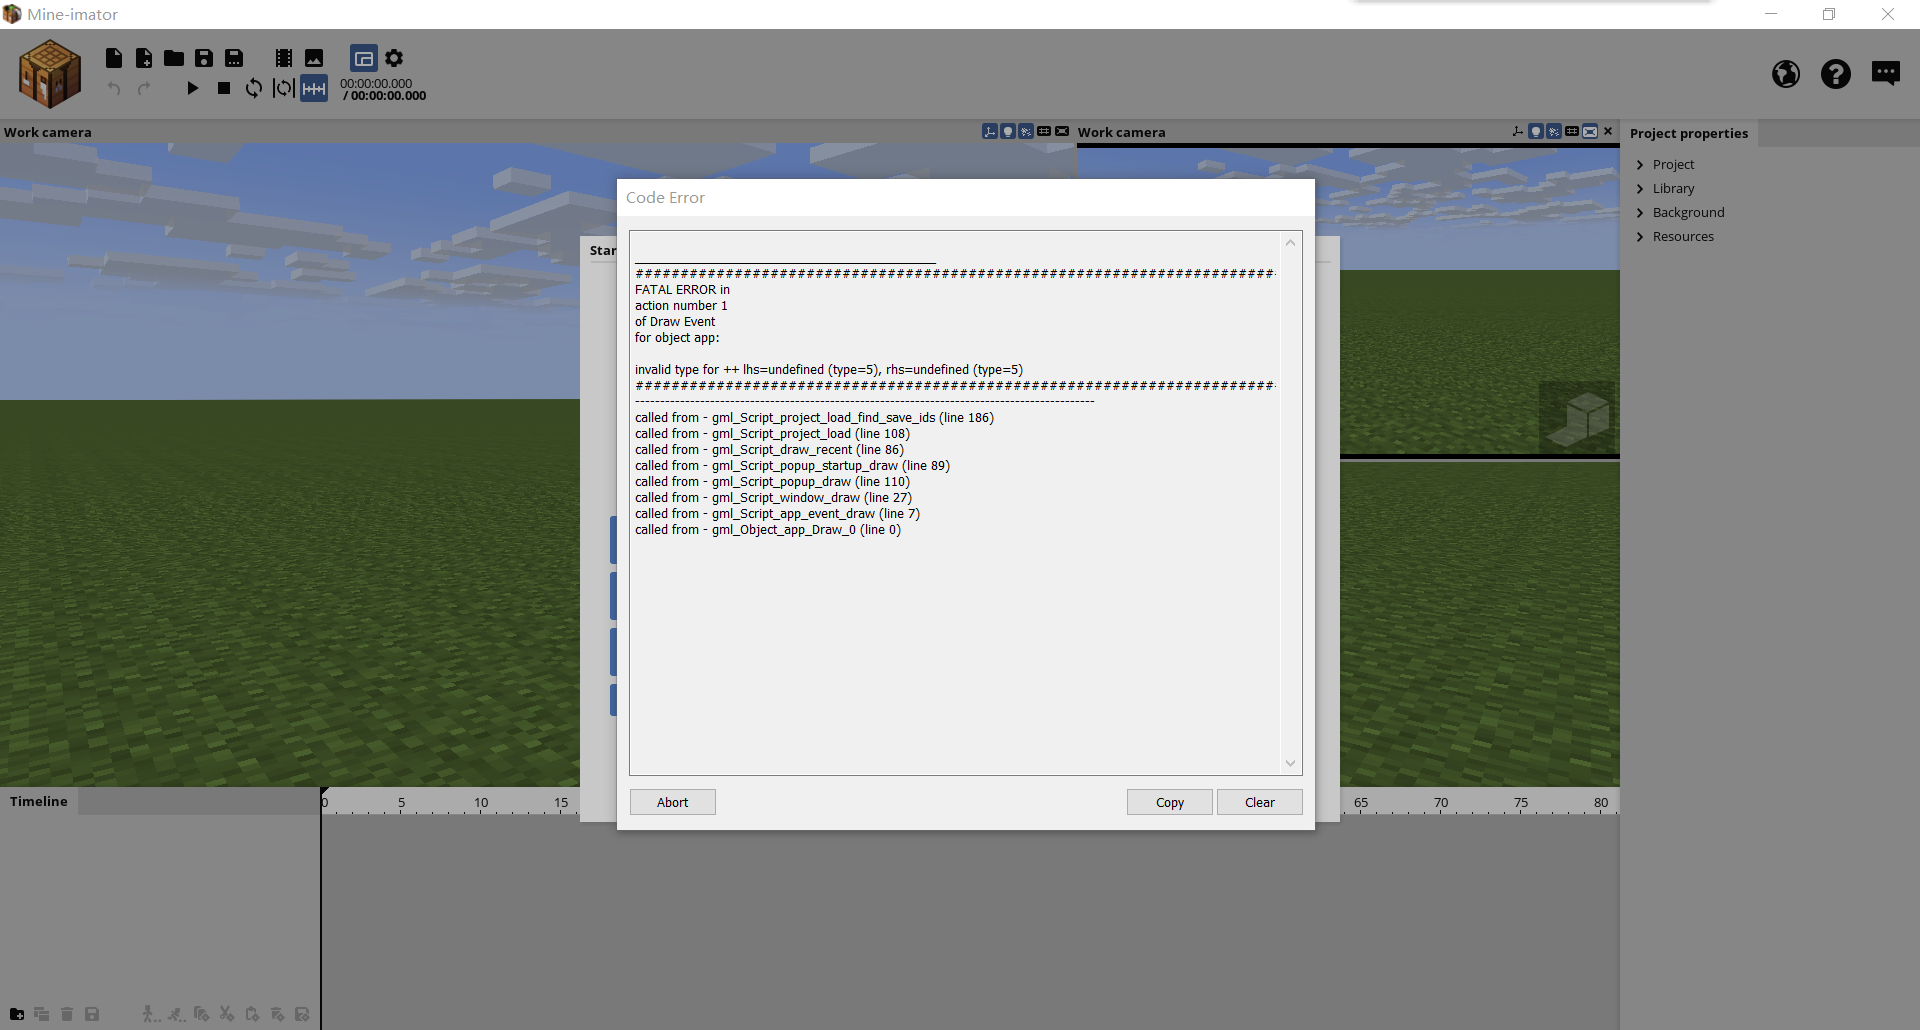 Mine-imator
00:00:00.000
/ 00:00:00.000
Work camera
Work camera
Project properties
Project
Library
Background
Resources
Code Error
Star
________________________________________
FATAL ERROR in
action number 1
of Draw Event
for object app:
invalid type for ++ lhs=undefined (type=5), rhs=undefined (type=5)
called from - gml_Script_project_load_find_save_ids (line 186)
called from - gml_Script_project_load (line 108)
called from - gml_Script_draw_recent (line 86)
called from - gml_Script_popup_startup_draw (line 89)
called from - gml_Script_popup_draw (line 110)
called from - gml_Script_window_draw (line 27)
called from - gml_Script_app_event_draw (line 7)
called from - gml_Object_app_Draw_0 (line 0)
Abort
Copy
Clear
Timeline
0 5 10 15 65 70 75 80